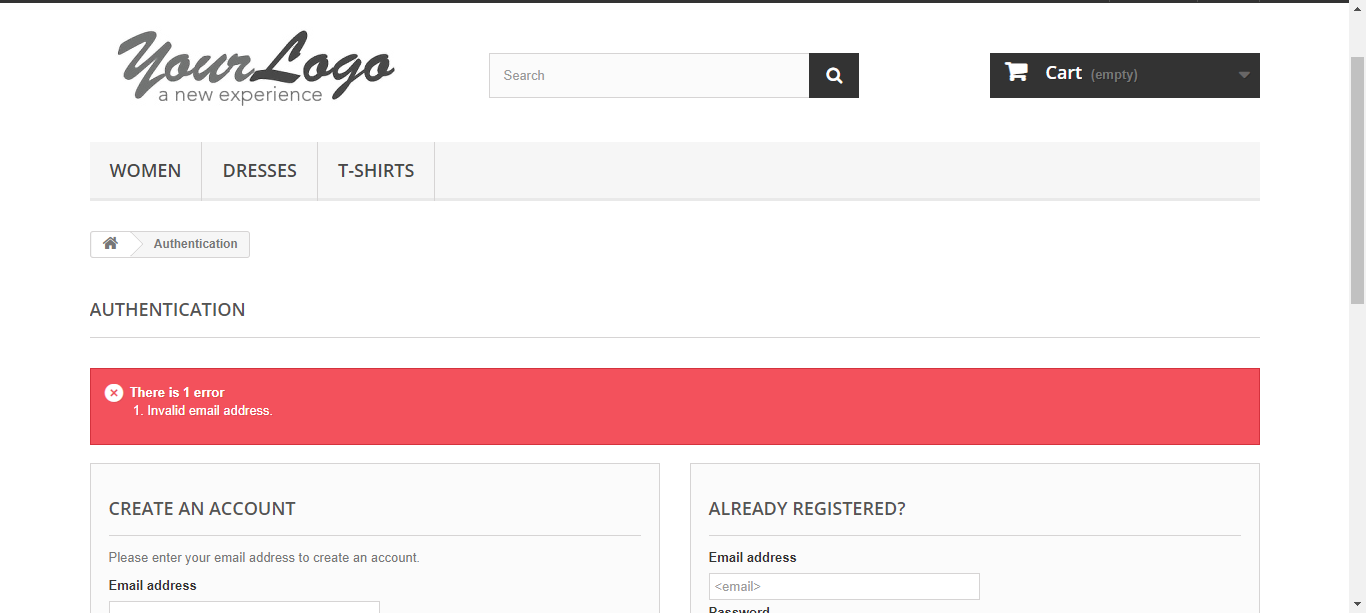 YourLogo
a new experience
Search
Cart (empty)
WOMEN DRESSES T-SHIRTS
Authentication
AUTHENTICATION
There is 1 error
1. Invalid email address.
CREATE AN ACCOUNT
Please enter your email address to create an account.
Email address
ALREADY REGISTERED?
Email address
<email>
Password